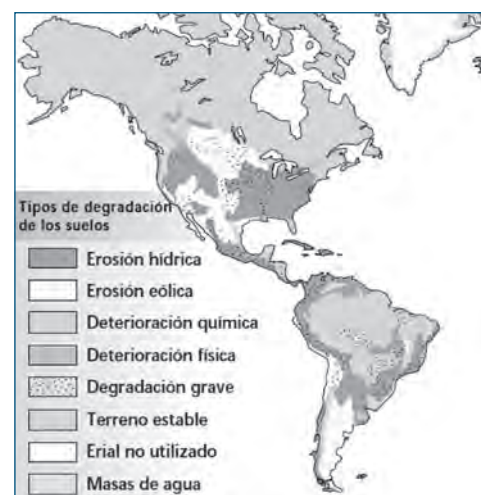 Tipos de degradación
de los suelos
Erosión hídrica
Erosión eólica
Deterioración química
Deterioración física
Degradación grave
Terreno estable
Erial no utilizado
Masas de agua